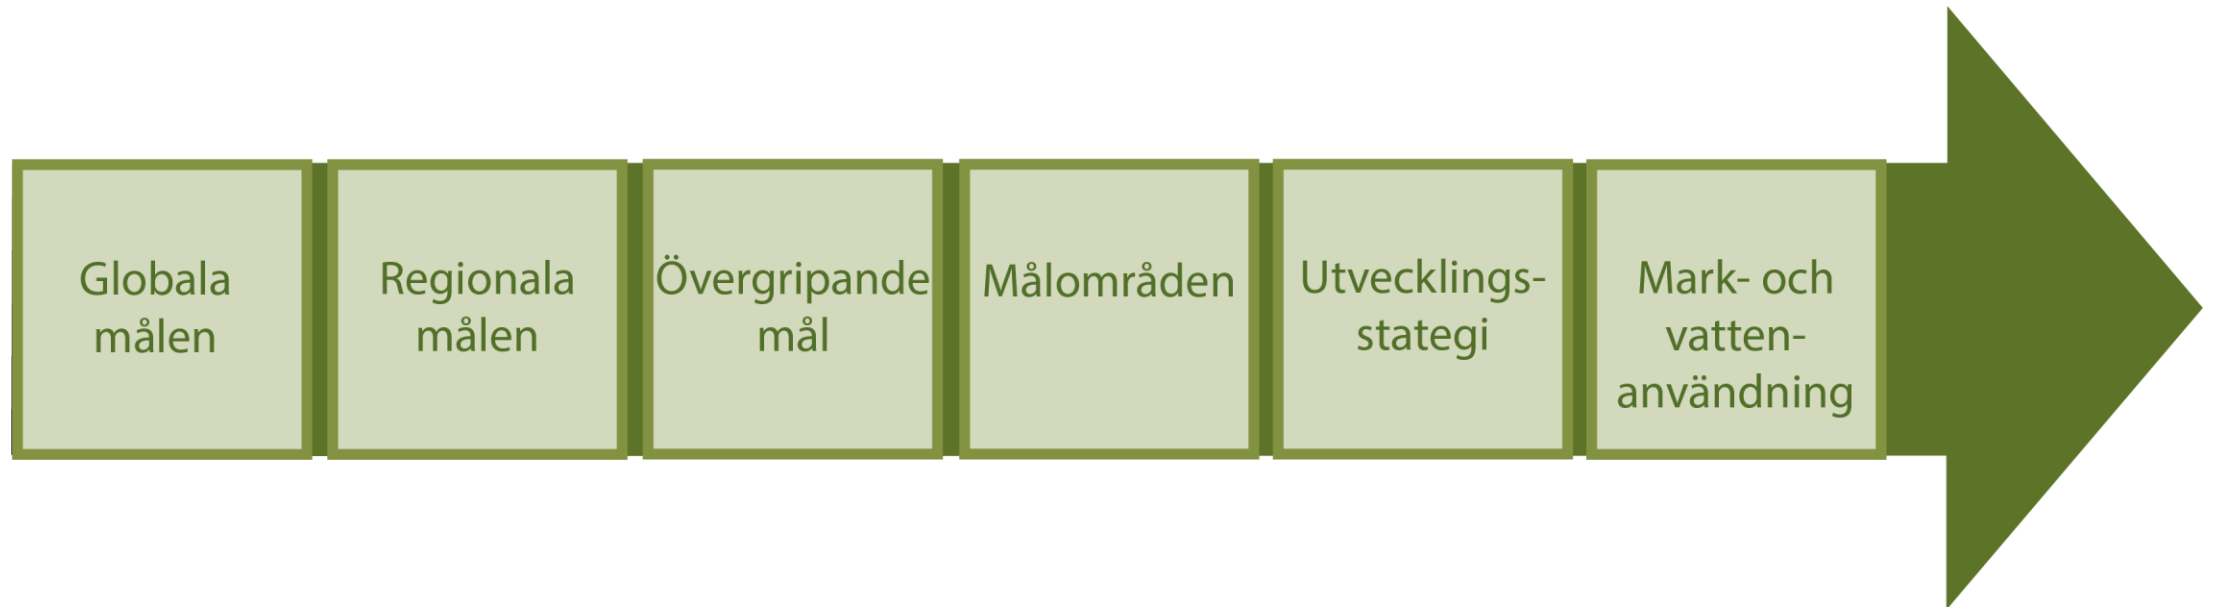 Globala
målen
Regionala
målen
Övergripande
mål
Målområden
Utvecklings-
stategi
Mark- och
vatten-
användning